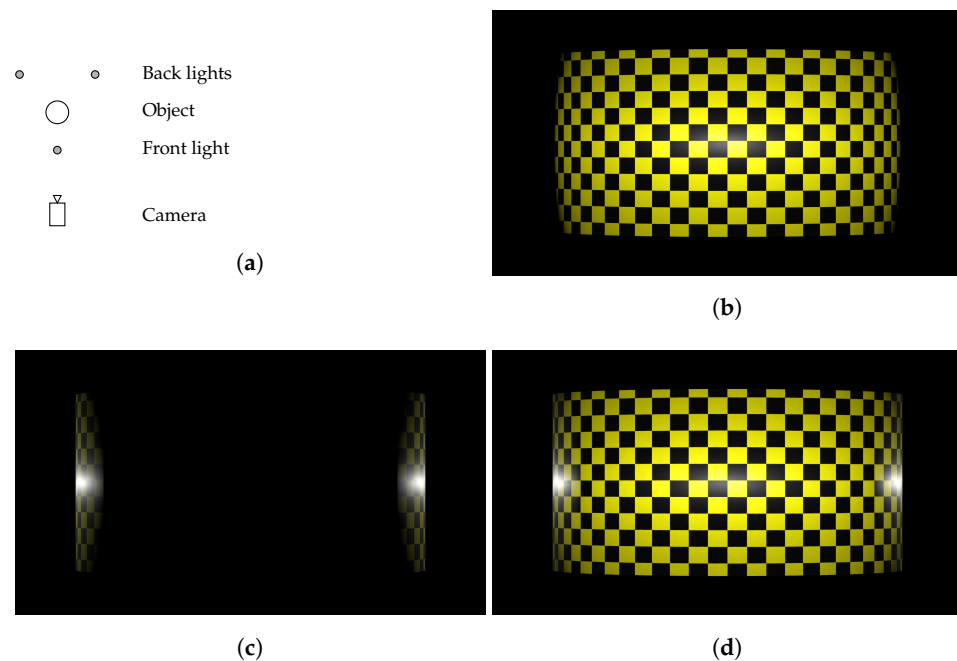 Back lights
Object
Front light
Camera
(a)
(b)
(c)
(d)